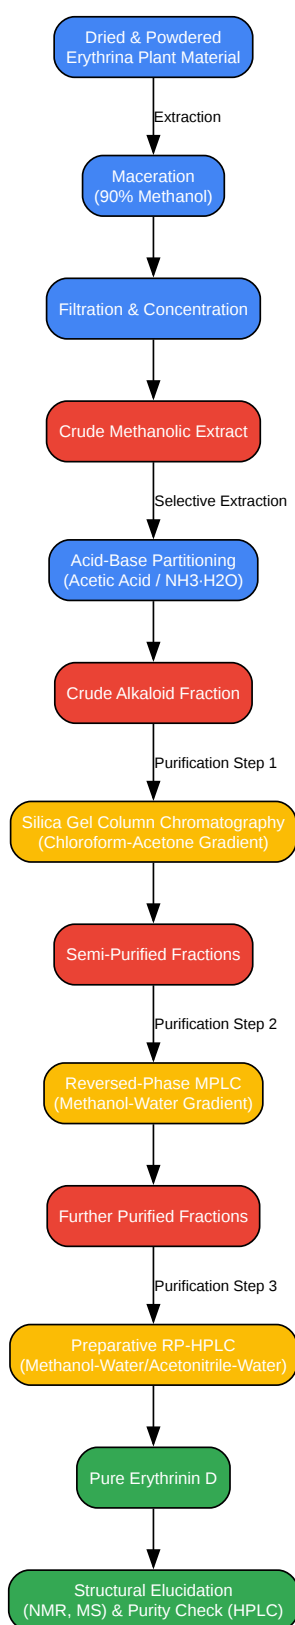 Dried & Powdered
Erythrina Plant Material
Extraction
Maceration
(90% Methanol)
Filtration & Concentration
Crude Methanolic Extract
Selective Extraction
Acid-Base Partitioning
(Acetic Acid / NH3·H2O)
Crude Alkaloid Fraction
Purification Step 1
Silica Gel Column Chromatography
(Chloroform-Acetone Gradient)
Semi-Purified Fractions
Purification Step 2
Reversed-Phase MPLC
(Methanol-Water Gradient)
Further Purified Fractions
Purification Step 3
Preparative RP-HPLC
(Methanol-Water/Acetonitrile-Water)
Pure Erythrinin D
Structural Elucidation
(NMR, MS) & Purity Check (HPLC)